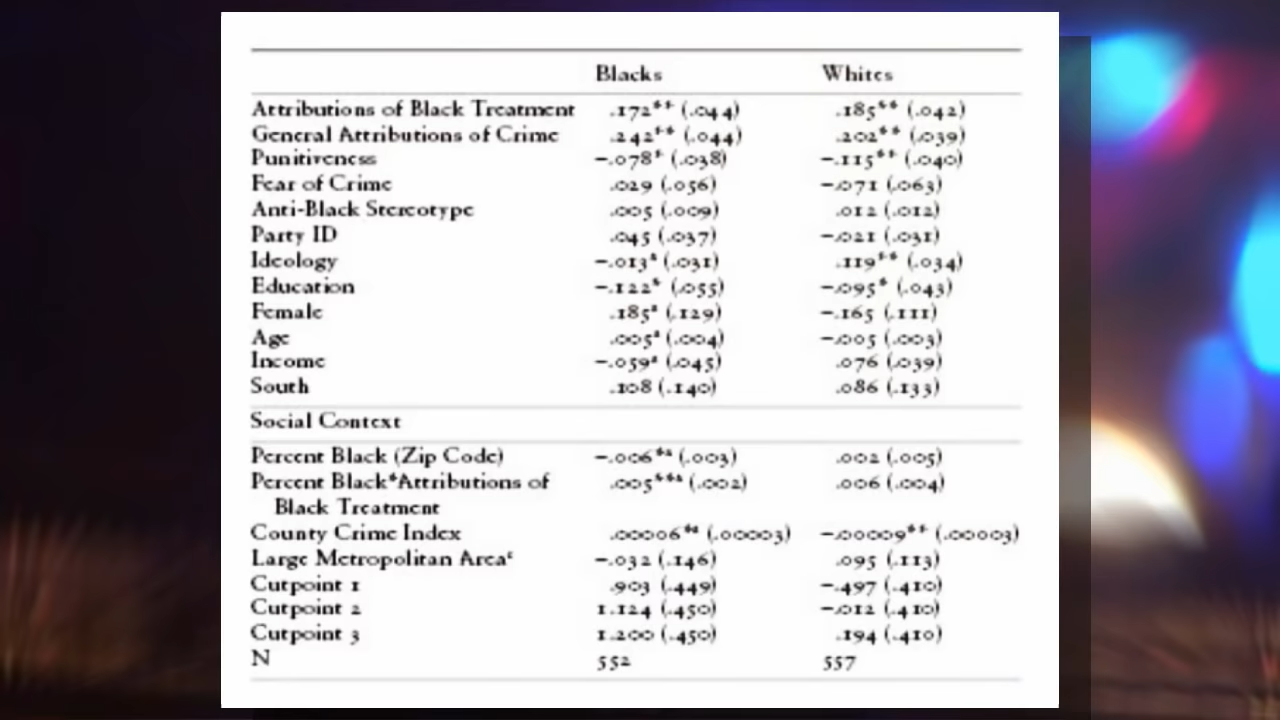 Blacks Whites
Attributions of Black Treatment .172** (.044) .185** (.042)
General Attributions of Crime .242** (.044) .202** (.039)
Punitiveness −.078* (.038) −.115** (.040)
Fear of Crime .029 (.056) −.071 (.063)
Anti-Black Stereotype .005 (.009) .012 (.012)
Party ID .045 (.037) −.021 (.031)
Ideology −.013ᵃ (.031) .119** (.034)
Education −.122* (.055) −.095* (.043)
Female .185ᵃ (.129) −.165 (.111)
Age .005ᵃ (.004) −.005 (.003)
Income −.059ᵃ (.045) .076 (.039)
South .108 (.140) .086 (.133)
Social Context
Percent Black (Zip Code) −.006*ᵃ (.003) .002 (.005)
Percent Black*Attributions of .005**ᵃ (.002) .006 (.004)
Black Treatment
County Crime Index .00006*ᵃ (.00003) −.00009** (.00003)
Large Metropolitan Areaᶜ −.032 (.146) .095 (.113)
Cutpoint 1 .903 (.449) −.497 (.410)
Cutpoint 2 1.124 (.450) −.012 (.410)
Cutpoint 3 1.200 (.450) .194 (.410)
N 552 557